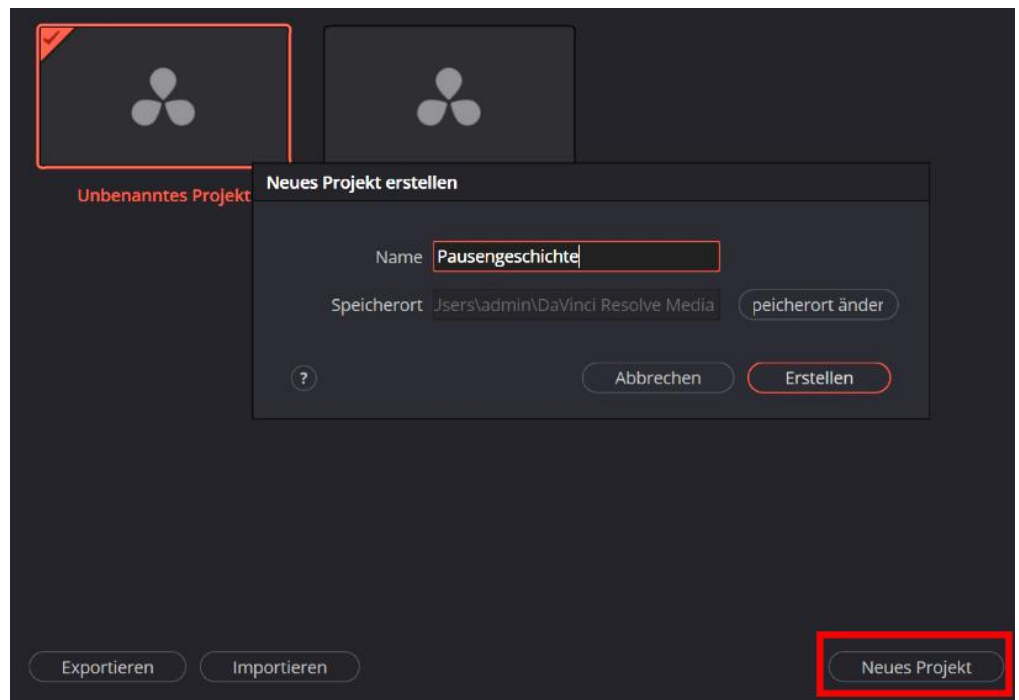 Unbenanntes Projekt
Neues Projekt erstellen
Name Pausengeschichte
Speicherort Jsers\admin\DaVinci Resolve Media peicherort änder
? Abbrechen Erstellen
Exportieren Importieren Neues Projekt